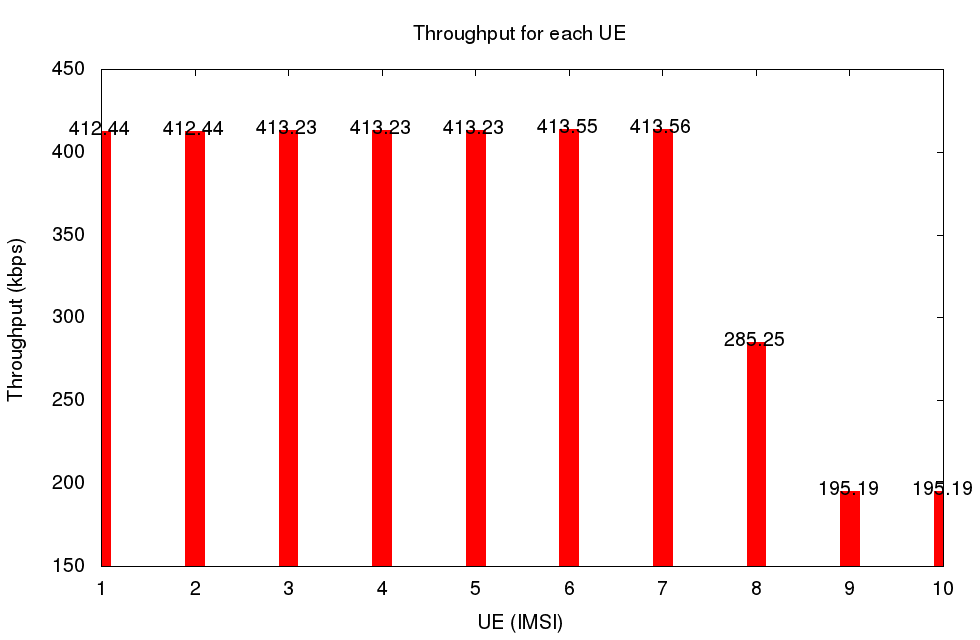 Throughput for each UE
450
400
350
300
250
200
150
Throughput (kbps)
412.44 412.44 413.23 413.23 413.23 413.55 413.56 285.25 195.19 195.19
1 2 3 4 5 6 7 8 9 10
UE (IMSI)